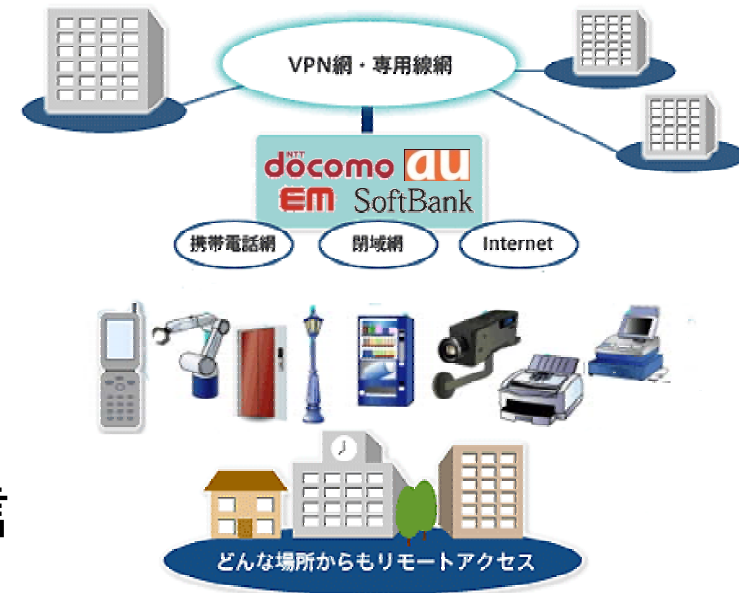 VPN網・専用線網
NTT
döcomo au
EM SoftBank
携帯電話網 閉域網 Internet
どんな場所からもリモートアクセス